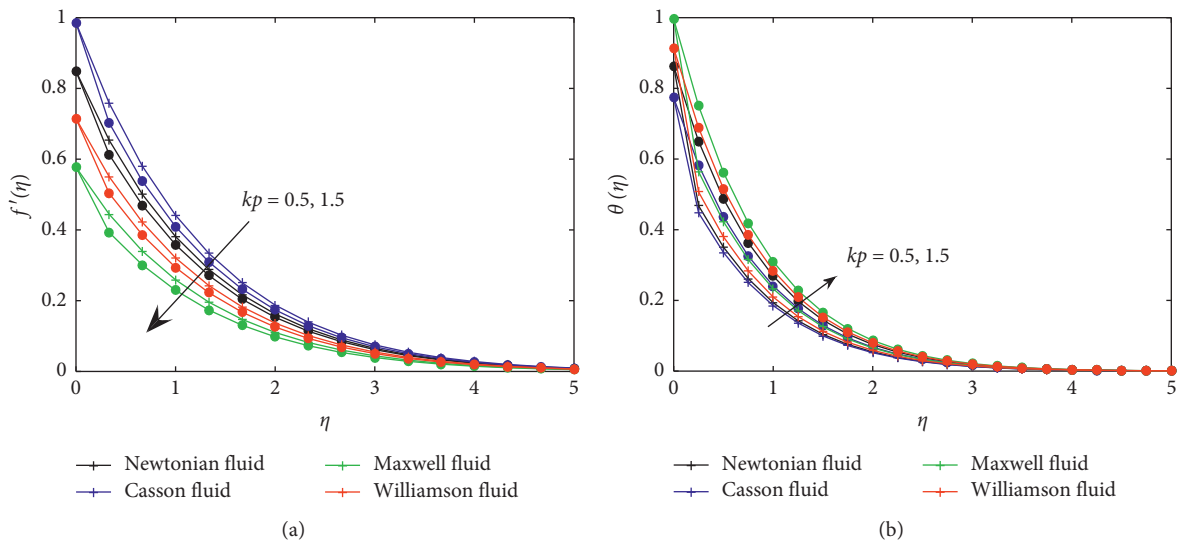 1
0.8
0.6
0.4
0.2
0
f ′(η)
kp = 0.5, 1.5
0 1 2 3 4 5
η
Newtonian fluid Maxwell fluid
Casson fluid Williamson fluid
(a)
1
0.8
0.6
0.4
0.2
0
θ (η)
kp = 0.5, 1.5
0 1 2 3 4 5
η
Newtonian fluid Maxwell fluid
Casson fluid Williamson fluid
(b)